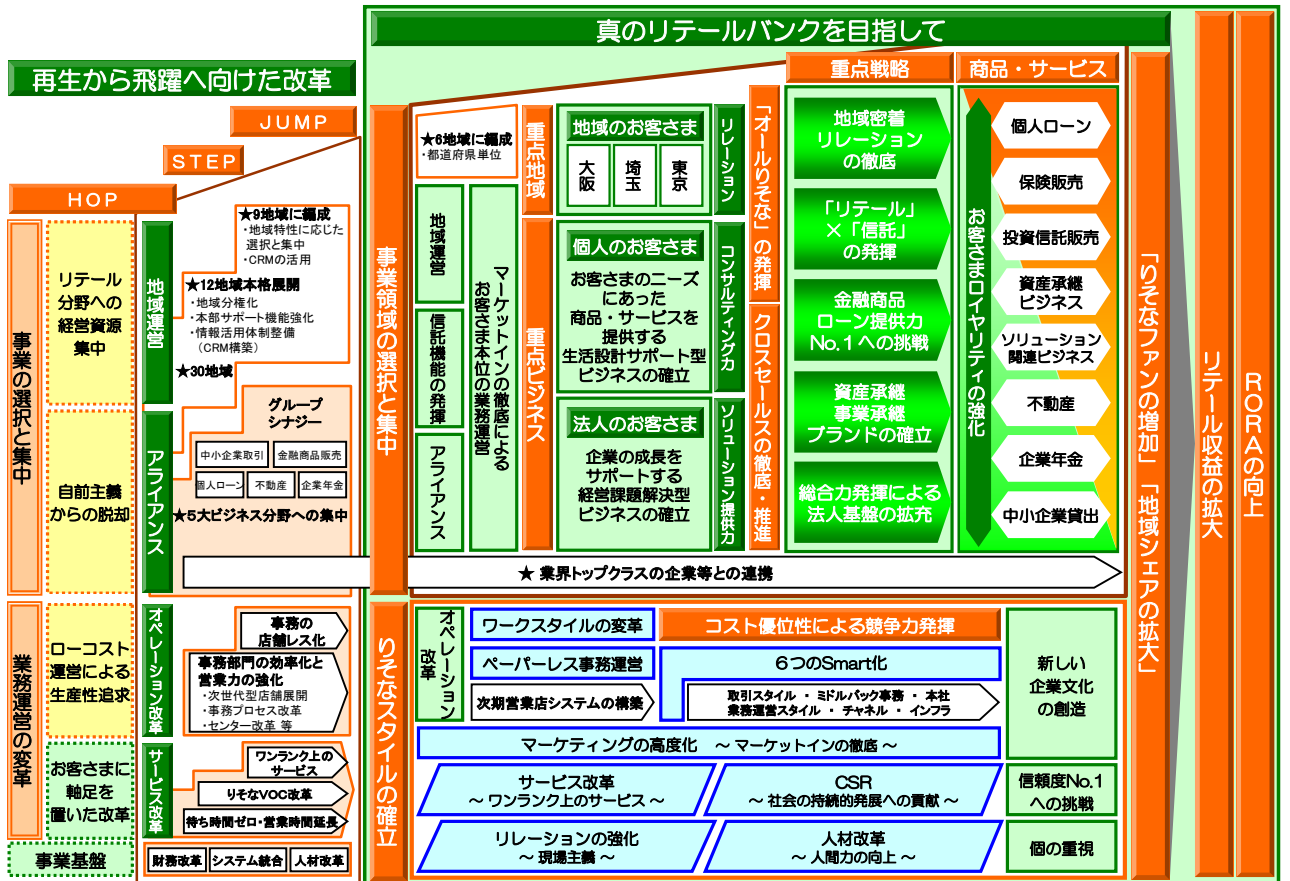 真のリテールバンクを目指して
再生から飛躍へ向けた改革
JUMP
STEP
HOP
事業の選択と集中
リテール
分野への
経営資源
集中
自前主義
からの脱却
地域運営
★9地域に編成
・地域特性に応じた
選択と集中
・CRMの活用
★12地域本格展開
・地域分権化
・本部サポート機能強化
・情報活用体制整備
（CRM構築）
★30地域
アライアンス
グループ
シナジー
中小企業取引
金融商品販売
個人ローン
不動産
企業年金
★5大ビジネス分野への集中
業務運営の変革
ローコスト
運営による
生産性追求
お客さまに
軸足を
置いた改革
オペレーション改革
事務の
店舗レス化
事務部門の効率化と
営業力の強化
・次世代型店舗展開
・事務プロセス改革
・センター改革 等
サービス改革
ワンランク上の
サービス
りそなVOC改革
待ち時間ゼロ・営業時間延長
事業基盤
財務改革
システム統合
人材改革
事業領域の選択と集中
★6地域に編成
・都道府県単位
地域運営
信託機能の発揮
アライアンス
マーケットインの徹底による
お客さま本位の業務運営
重点地域
地域のお客さま
大阪
埼玉
東京
リレーション
重点ビジネス
個人のお客さま
お客さまのニーズ
にあった
商品・サービスを
提供する
生活設計サポート型
ビジネスの確立
コンサルティング力
法人のお客さま
企業の成長を
サポートする
経営課題解決型
ビジネスの確立
ソリューション提供力
「オールりそな」の発揮
クロスセールスの徹底・推進
重点戦略
地域密着
リレーション
の徹底
「リテール」
×「信託」
の発揮
金融商品
ローン提供力
No.1への挑戦
資産承継
事業承継
ブランドの確立
総合力発揮による
法人基盤の拡充
商品・サービス
お客さまロイヤリティの強化
個人ローン
保険販売
投資信託販売
資産承継
ビジネス
ソリューション
関連ビジネス
不動産
企業年金
中小企業貸出
★ 業界トップクラスの企業等との連携
りそなスタイルの確立
オペレーション
改革
ワークスタイルの変革
ペーパーレス事務運営
次期営業店システムの構築
コスト優位性による競争力発揮
6つのSmart化
取引スタイル ・ ミドルバック事務 ・ 本社
業務運営スタイル ・ チャネル ・ インフラ
マーケティングの高度化 ～ マーケットインの徹底 ～
サービス改革
～ ワンランク上のサービス ～
CSR
～ 社会の持続的発展への貢献 ～
リレーションの強化
～ 現場主義 ～
人材改革
～ 人間力の向上 ～
新しい
企業文化
の創造
信頼度No.1
への挑戦
個の重視
「りそなファンの増加」「地域シェアの拡大」
リテール収益の拡大
RORAの向上